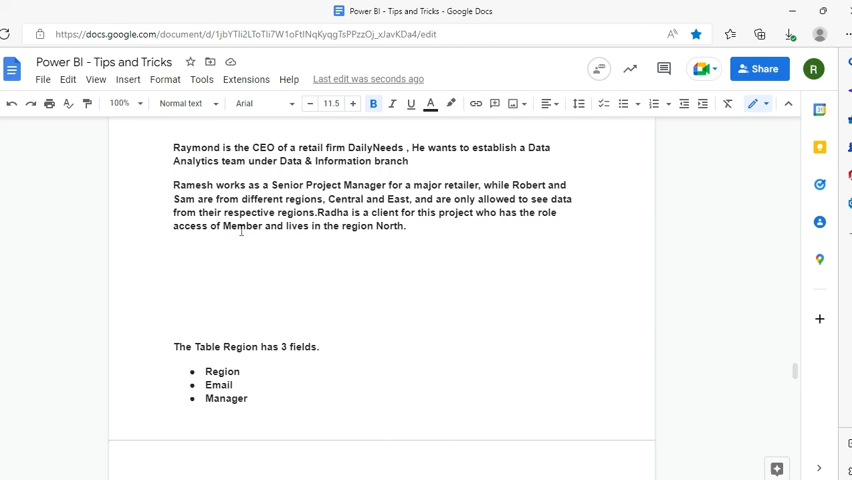 Power BI - Tips and Tricks - Google Docs
https://docs.google.com/document/d/1jbYTIi2LToTIi7W1oFtINqKyqgTsPPzzOj_xJavKDa4/edit
Power BI - Tips and Tricks
File Edit View Insert Format Tools Extensions Help Last edit was seconds ago
Share
R
100% Normal text Arial 11.5 B I U A
Raymond is the CEO of a retail firm DailyNeeds , He wants to establish a Data
Analytics team under Data & Information branch
Ramesh works as a Senior Project Manager for a major retailer, while Robert and
Sam are from different regions, Central and East, and are only allowed to see data
from their respective regions.Radha is a client for this project who has the role
access of Member and lives in the region North.
The Table Region has 3 fields.
● Region
● Email
● Manager